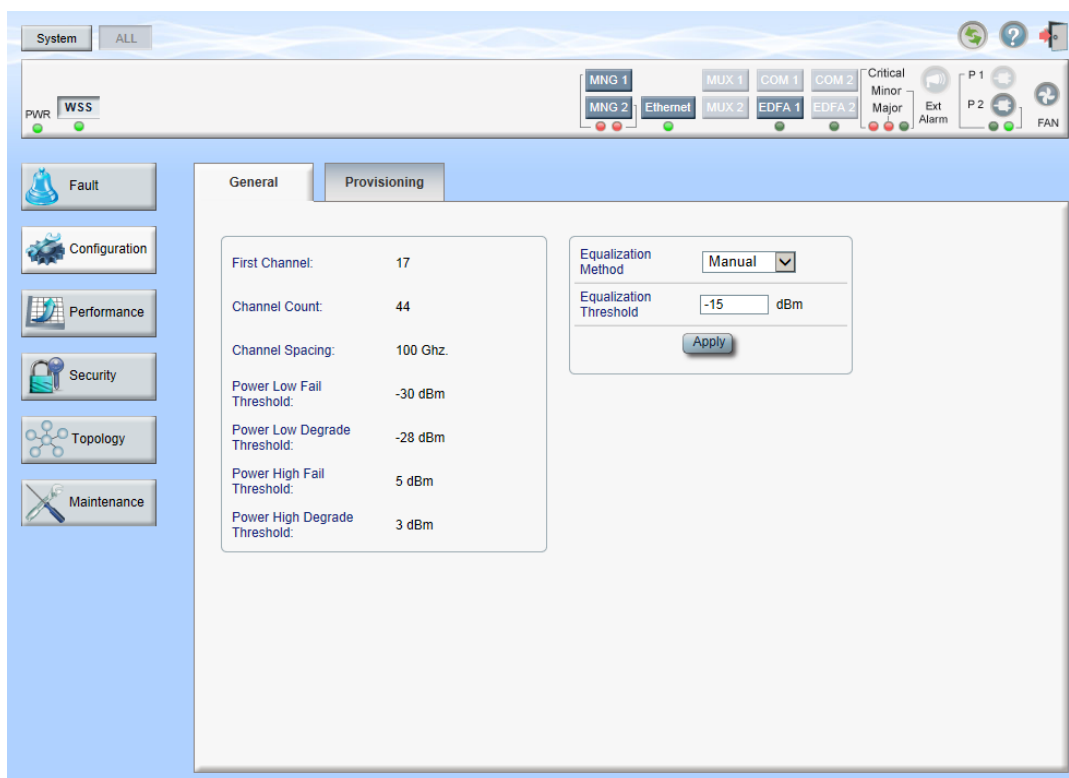 System ALL
MNG 1 MUX 1 COM 1 COM 2 Critical P 1
Minor
PWR WSS MNG 2 Ethernet MUX 2 EDFA 1 EDFA 2 Major Ext P 2
Alarm FAN
Fault
Configuration
Performance
Security
Topology
Maintenance
General Provisioning
First Channel: 17
Channel Count: 44
Channel Spacing: 100 Ghz.
Power Low Fail
Threshold: -30 dBm
Power Low Degrade
Threshold: -28 dBm
Power High Fail
Threshold: 5 dBm
Power High Degrade
Threshold: 3 dBm
Equalization
Method Manual
Equalization
Threshold -15 dBm
Apply